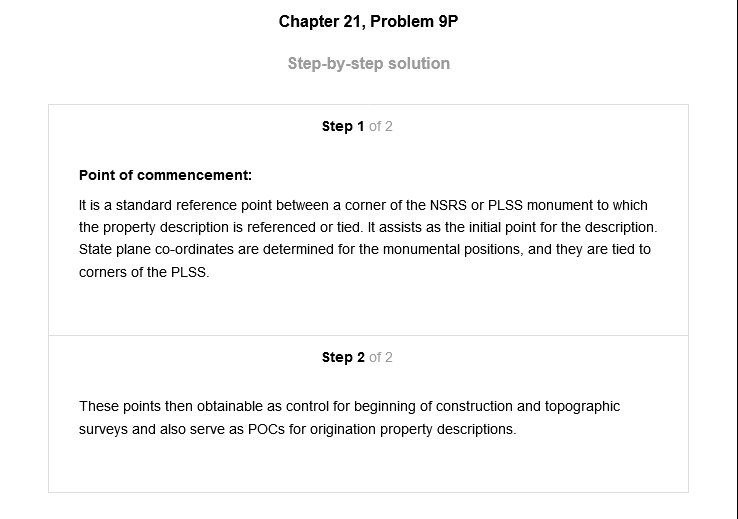 Chapter 21, Problem 9P
Step-by-step solution
Step 1 of 2
Point of commencement:
It is a standard reference point between a corner of the NSRS or PLSS monument to which
the property description is referenced or tied. It assists as the initial point for the description.
State plane co-ordinates are determined for the monumental positions, and they are tied to
corners of the PLSS.
Step 2 of 2
These points then obtainable as control for beginning of construction and topographic
surveys and also serve as POCs for origination property descriptions.